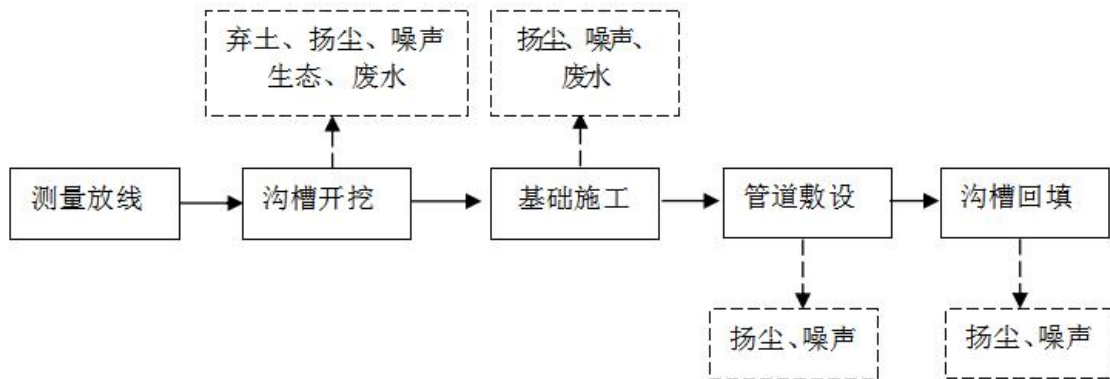 弃土、扬尘、噪声
生态、废水
扬尘、噪声、
废水
测量放线
沟槽开挖
基础施工
管道敷设
沟槽回填
扬尘、噪声
扬尘、噪声